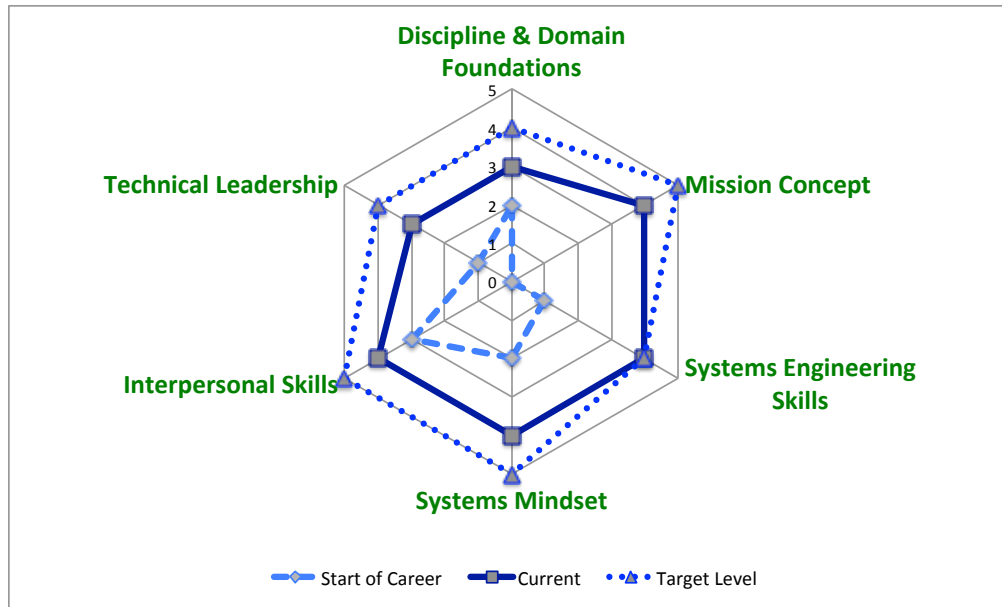 Discipline & Domain
Foundations
5
4
3
2
1
0
Technical Leadership
Mission Concept
Interpersonal Skills
Systems Engineering
Skills
Systems Mindset
Start of Career
Current
Target Level